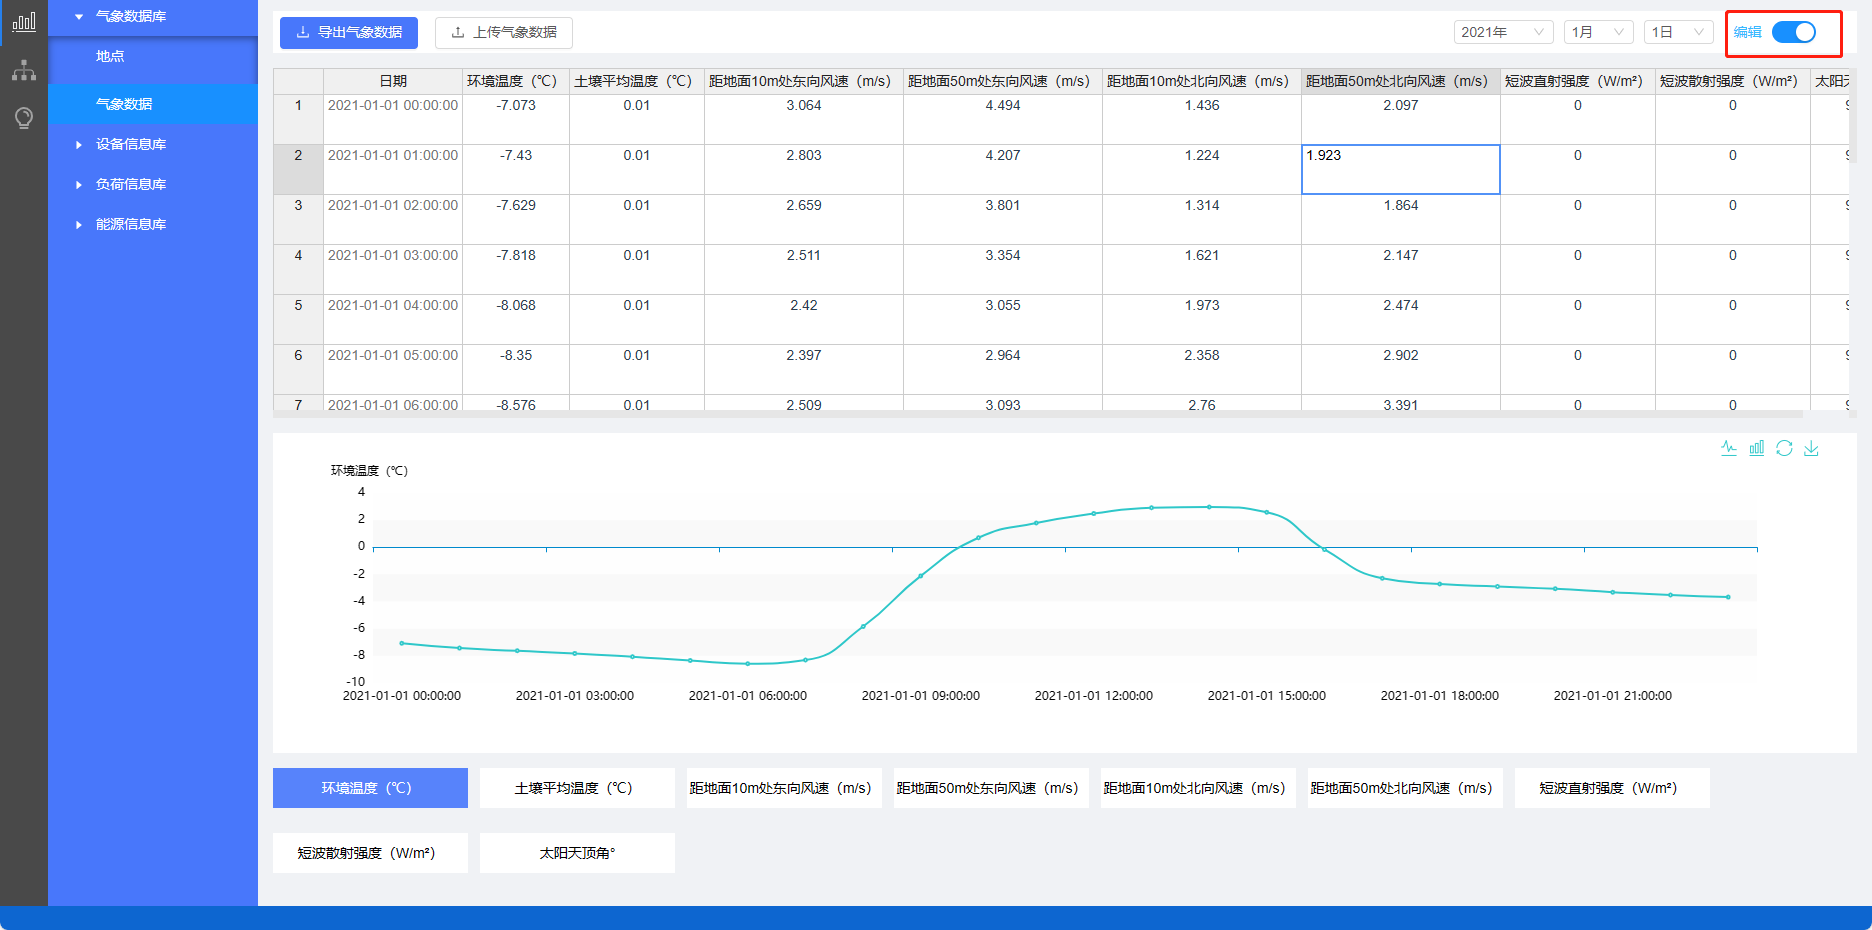 气象数据库
地点
气象数据
设备信息库
负荷信息库
能源信息库
导出气象数据 上传气象数据 2021年 1月 1日 编辑
日期 环境温度（℃） 土壤平均温度（℃） 距地面10m处东向风速（m/s） 距地面50m处东向风速（m/s） 距地面10m处北向风速（m/s） 距地面50m处北向风速（m/s） 短波直射强度（W/m²） 短波散射强度（W/m²） 太阳
1 2021-01-01 00:00:00 -7.073 0.01 3.064 4.494 1.436 2.097 0 0
2 2021-01-01 01:00:00 -7.43 0.01 2.803 4.207 1.224 1.923 0 0
3 2021-01-01 02:00:00 -7.629 0.01 2.659 3.801 1.314 1.864 0 0
4 2021-01-01 03:00:00 -7.818 0.01 2.511 3.354 1.621 2.147 0 0
5 2021-01-01 04:00:00 -8.068 0.01 2.42 3.055 1.973 2.474 0 0
6 2021-01-01 05:00:00 -8.35 0.01 2.397 2.964 2.358 2.902 0 0
7 2021-01-01 06:00:00 -8.576 0.01 2.509 3.093 2.76 3.391 0 0
环境温度（℃）
4
2
0
-2
-4
-6
-8
-10
2021-01-01 00:00:00 2021-01-01 03:00:00 2021-01-01 06:00:00 2021-01-01 09:00:00 2021-01-01 12:00:00 2021-01-01 15:00:00 2021-01-01 18:00:00 2021-01-01 21:00:00
环境温度（℃） 土壤平均温度（℃） 距地面10m处东向风速（m/s） 距地面50m处东向风速（m/s） 距地面10m处北向风速（m/s） 距地面50m处北向风速（m/s） 短波直射强度（W/m²）
短波散射强度（W/m²） 太阳天顶角°